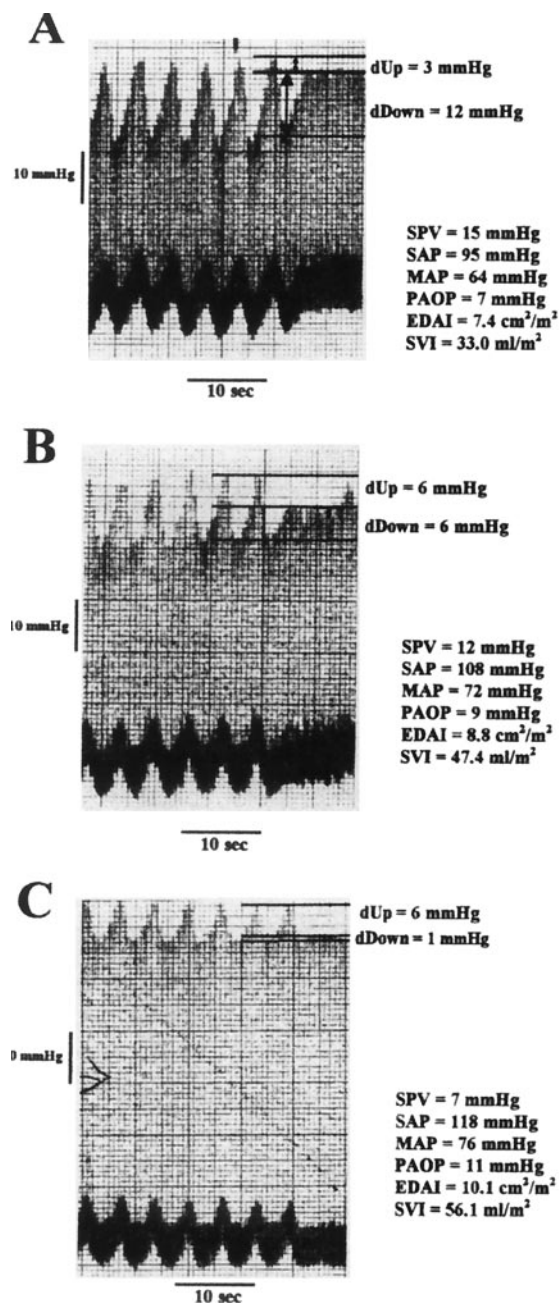 A
dUp = 3 mmHg
dDown = 12 mmHg
10 mmHg
SPV = 15 mmHg
SAP = 95 mmHg
MAP = 64 mmHg
PAOP = 7 mmHg
EDAI = 7.4 cm²/m²
SVI = 33.0 ml/m²
10 sec
B
dUp = 6 mmHg
dDown = 6 mmHg
10 mmHg
SPV = 12 mmHg
SAP = 108 mmHg
MAP = 72 mmHg
PAOP = 9 mmHg
EDAI = 8.8 cm²/m²
SVI = 47.4 ml/m²
10 sec
C
dUp = 6 mmHg
dDown = 1 mmHg
0 mmHg
SPV = 7 mmHg
SAP = 118 mmHg
MAP = 76 mmHg
PAOP = 11 mmHg
EDAI = 10.1 cm²/m²
SVI = 56.1 ml/m²
10 sec